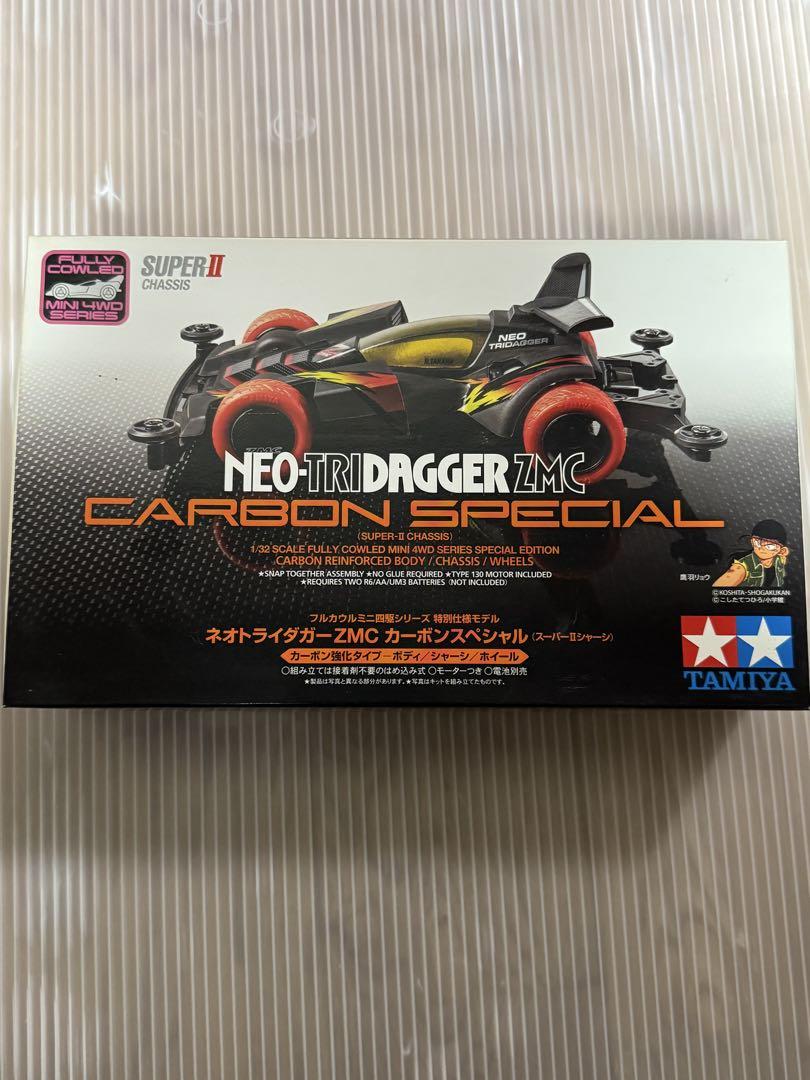 FULLY
COWLED
MINI 4WD
SERIES
SUPER-II
CHASSIS
NEO
TRIDAGGER
R.TAKABA
ZMC
NEO-TRIDAGGER ZMC
CARBON SPECIAL
(SUPER-II CHASSIS)
1/32 SCALE FULLY COWLED MINI 4WD SERIES SPECIAL EDITION
CARBON REINFORCED BODY / CHASSIS / WHEELS
★SNAP TOGETHER ASSEMBLY ★NO GLUE REQUIRED ★TYPE 130 MOTOR INCLUDED
★REQUIRES TWO R6/AA/UM3 BATTERIES (NOT INCLUDED)
鷹羽リョウ
©KOSHITA・SHOGAKUKAN
©こしたてつひろ/小学館
フルカウルミニ四駆シリーズ 特別仕様モデル
ネオトライダガーZMC カーボンスペシャル (スーパーIIシャーシ)
カーボン強化タイプーボディ/シャーシ/ホイール
○組み立ては接着剤不要のはめ込み式 ○モーターつき ○電池別売
★製品は写真と異なる部分があります。★写真はキットを組み立てたものです。
TAMIYA